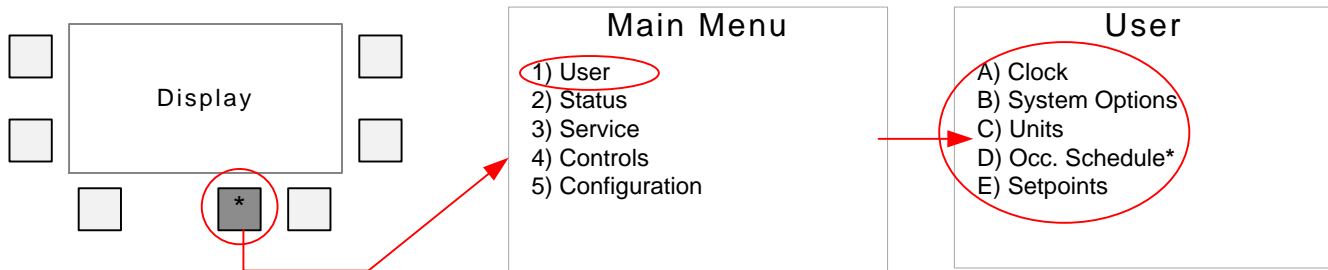 Display
*
Main Menu
1) User
2) Status
3) Service
4) Controls
5) Configuration
User
A) Clock
B) System Options
C) Units
D) Occ. Schedule*
E) Setpoints